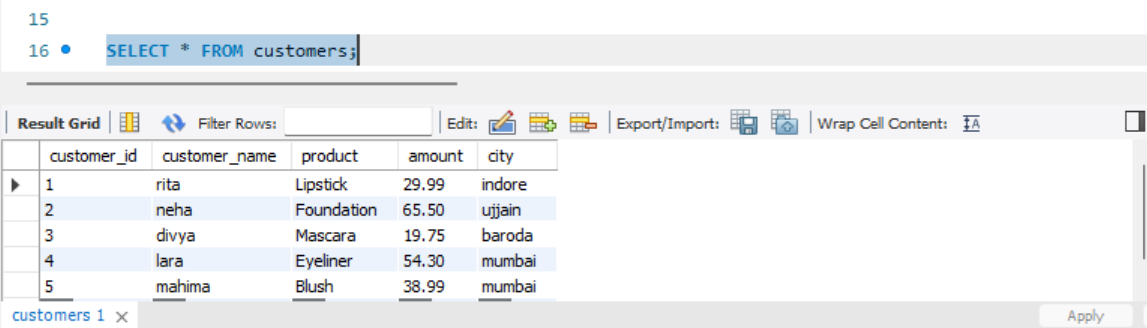 15
16 SELECT * FROM customers;
Result Grid Filter Rows: Edit: Export/Import: Wrap Cell Content: IA
customer_id customer_name product amount city
1 rita Lipstick 29.99 indore
2 neha Foundation 65.50 ujjain
3 divya Mascara 19.75 baroda
4 lara Eyeliner 54.30 mumbai
5 mahima Blush 38.99 mumbai
customers 1 × Apply